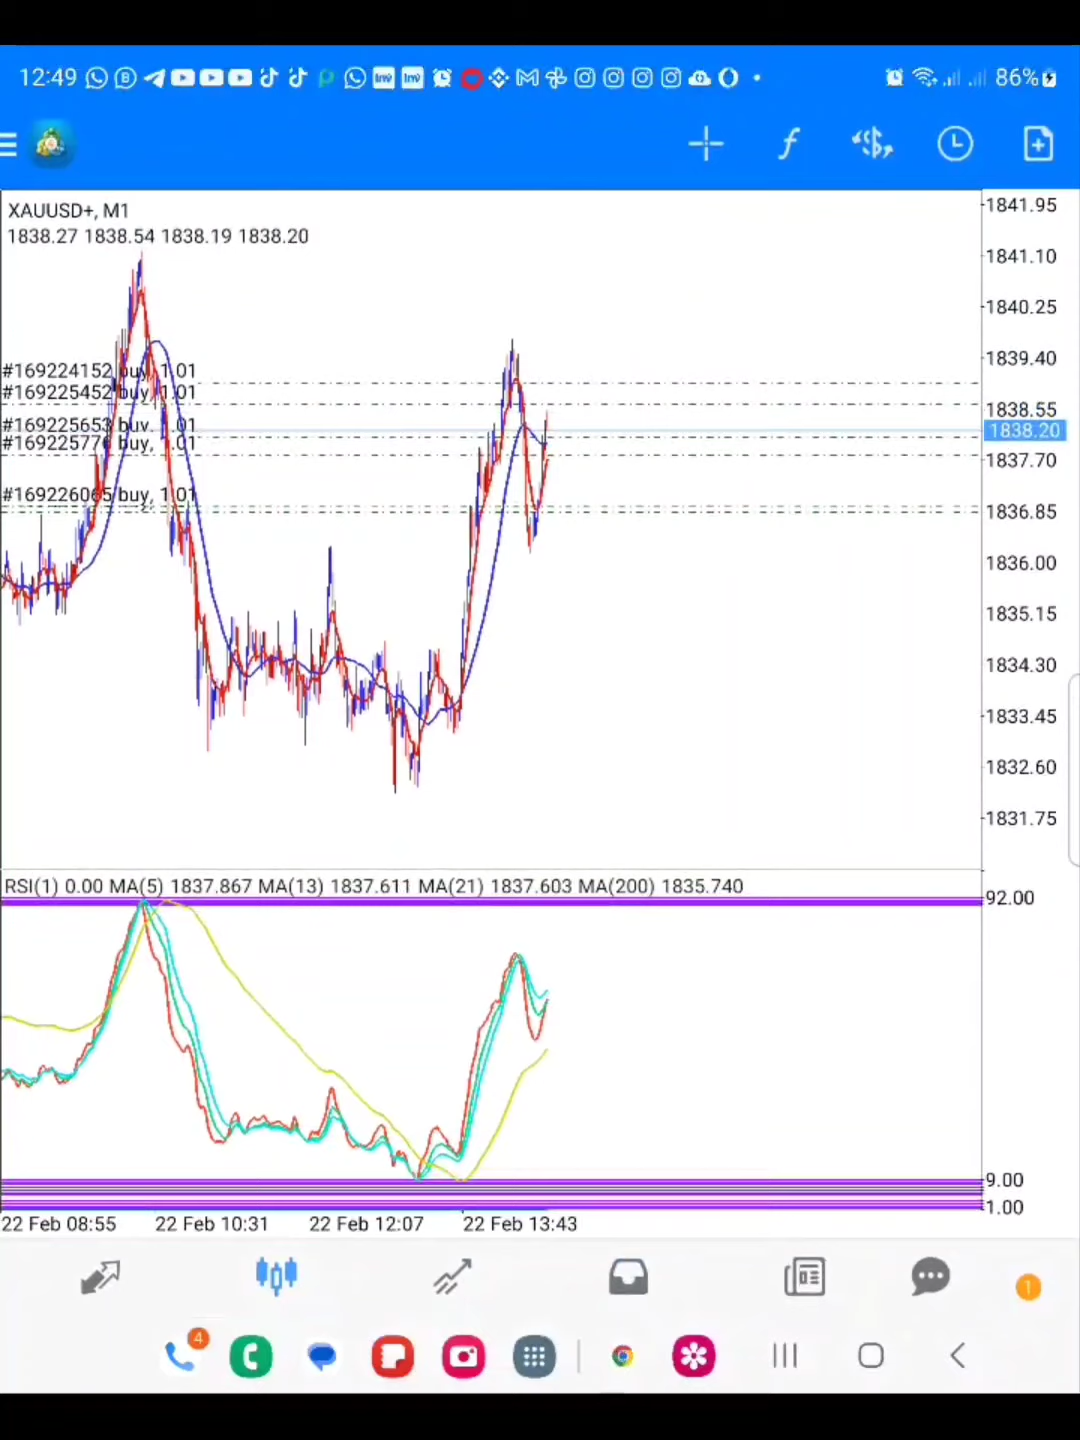 12:49
86%
XAUUSD+, M1
1838.27 1838.54 1838.19 1838.20
1841.95
1841.10
1840.25
1839.40
#169224152 buy, 1.01
#169225452 buy, 1.01
1838.55
#169225653 buy, 1.01
1838.20
#169225776 buy, 1.01
1837.70
#169226065 buy, 1.01
1836.85
1836.00
1835.15
1834.30
1833.45
1832.60
1831.75
RSI(1) 0.00 MA(5) 1837.867 MA(13) 1837.611 MA(21) 1837.603 MA(200) 1835.740
92.00
9.00
1.00
22 Feb 08:55 22 Feb 10:31 22 Feb 12:07 22 Feb 13:43
1
4